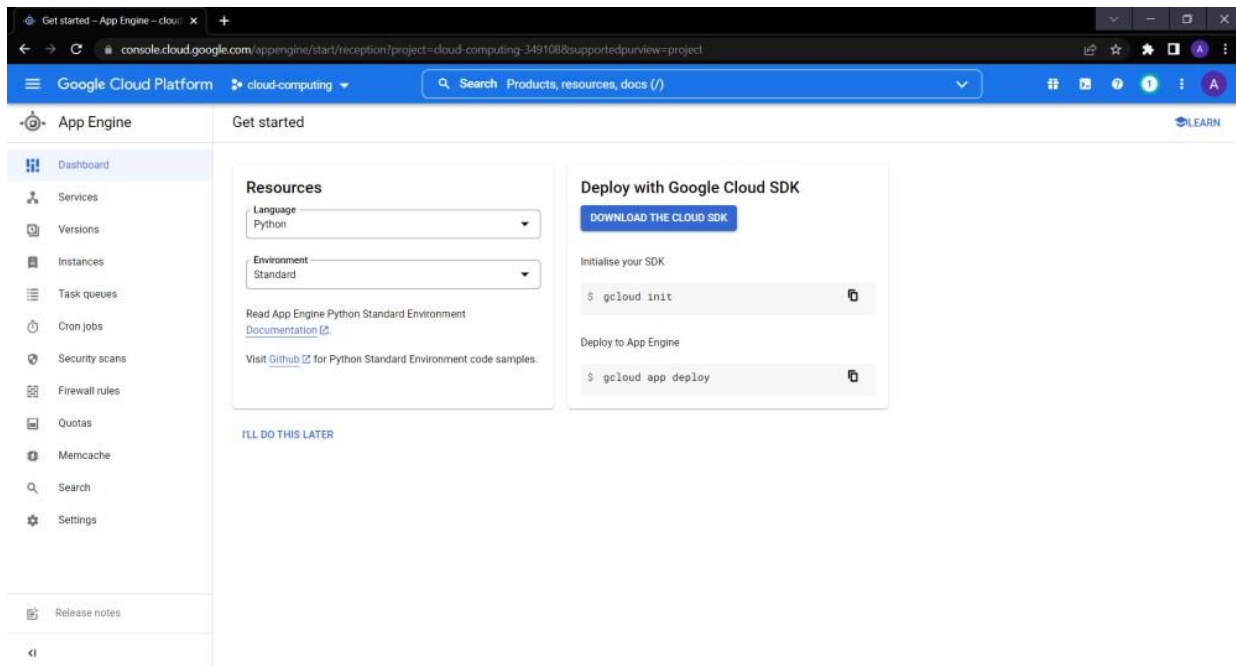 Get started – App Engine – clou
console.cloud.google.com/appengine/start/reception?project=cloud-computing-349108&supportedpurview=project
Google Cloud Platform
cloud-computing
Search Products, resources, docs (/)
1
A
App Engine
Get started
LEARN
Dashboard
Services
Versions
Instances
Task queues
Cron jobs
Security scans
Firewall rules
Quotas
Memcache
Search
Settings
Release notes
Resources
Language
Python
Environment
Standard
Read App Engine Python Standard Environment
Documentation.
Visit Github for Python Standard Environment code samples.
I'LL DO THIS LATER
Deploy with Google Cloud SDK
DOWNLOAD THE CLOUD SDK
Initialise your SDK
$ gcloud init
Deploy to App Engine
$ gcloud app deploy